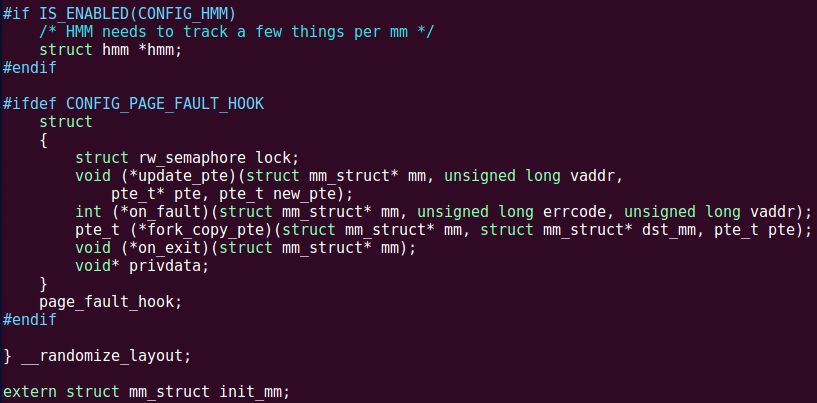 #if IS_ENABLED(CONFIG_HMM)
    /* HMM needs to track a few things per mm */
    struct hmm *hmm;
#endif

#ifdef CONFIG_PAGE_FAULT_HOOK
    struct
    {
        struct rw_semaphore lock;
        void (*update_pte)(struct mm_struct* mm, unsigned long vaddr,
            pte_t* pte, pte_t new_pte);
        int (*on_fault)(struct mm_struct* mm, unsigned long errcode, unsigned long vaddr);
        pte_t (*fork_copy_pte)(struct mm_struct* mm, struct mm_struct* dst_mm, pte_t pte);
        void (*on_exit)(struct mm_struct* mm);
        void* privdata;
    }
    page_fault_hook;
#endif

} __randomize_layout;

extern struct mm_struct init_mm;